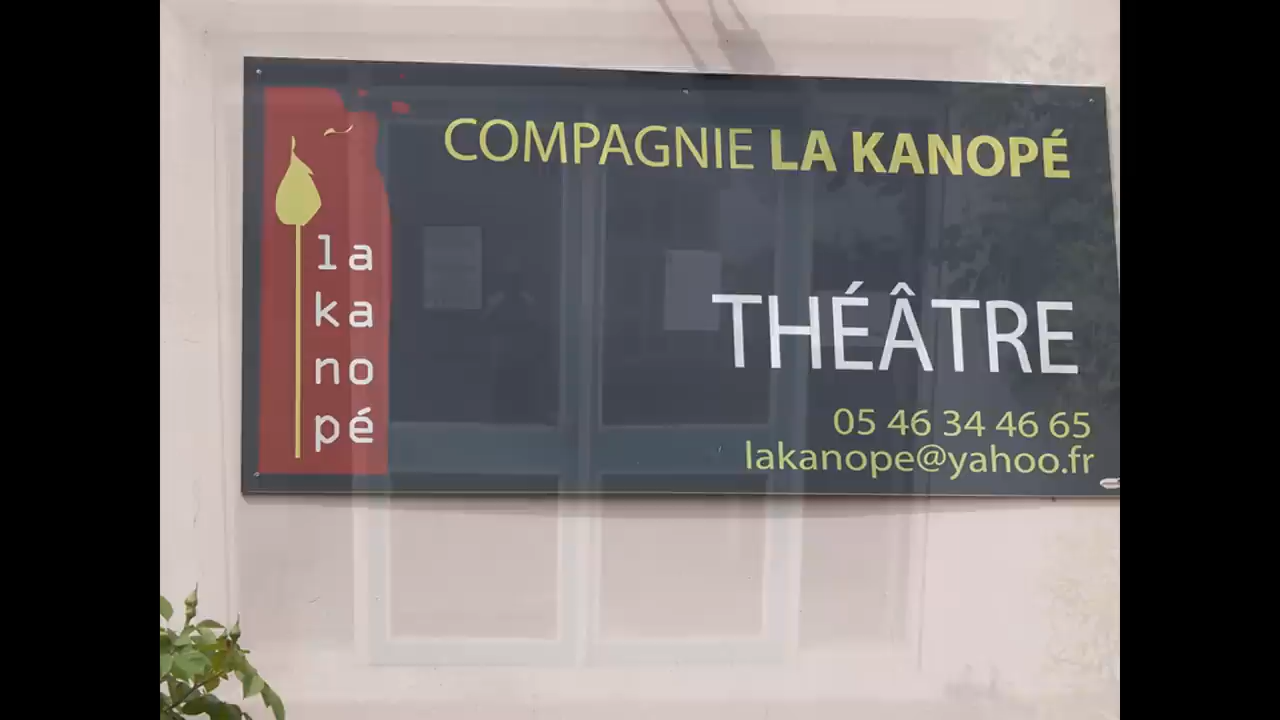 COMPAGNIE LA KANOPÉ
la
ka
no
pé
THÉÂTRE
05 46 34 46 65
lakanope@yahoo.fr